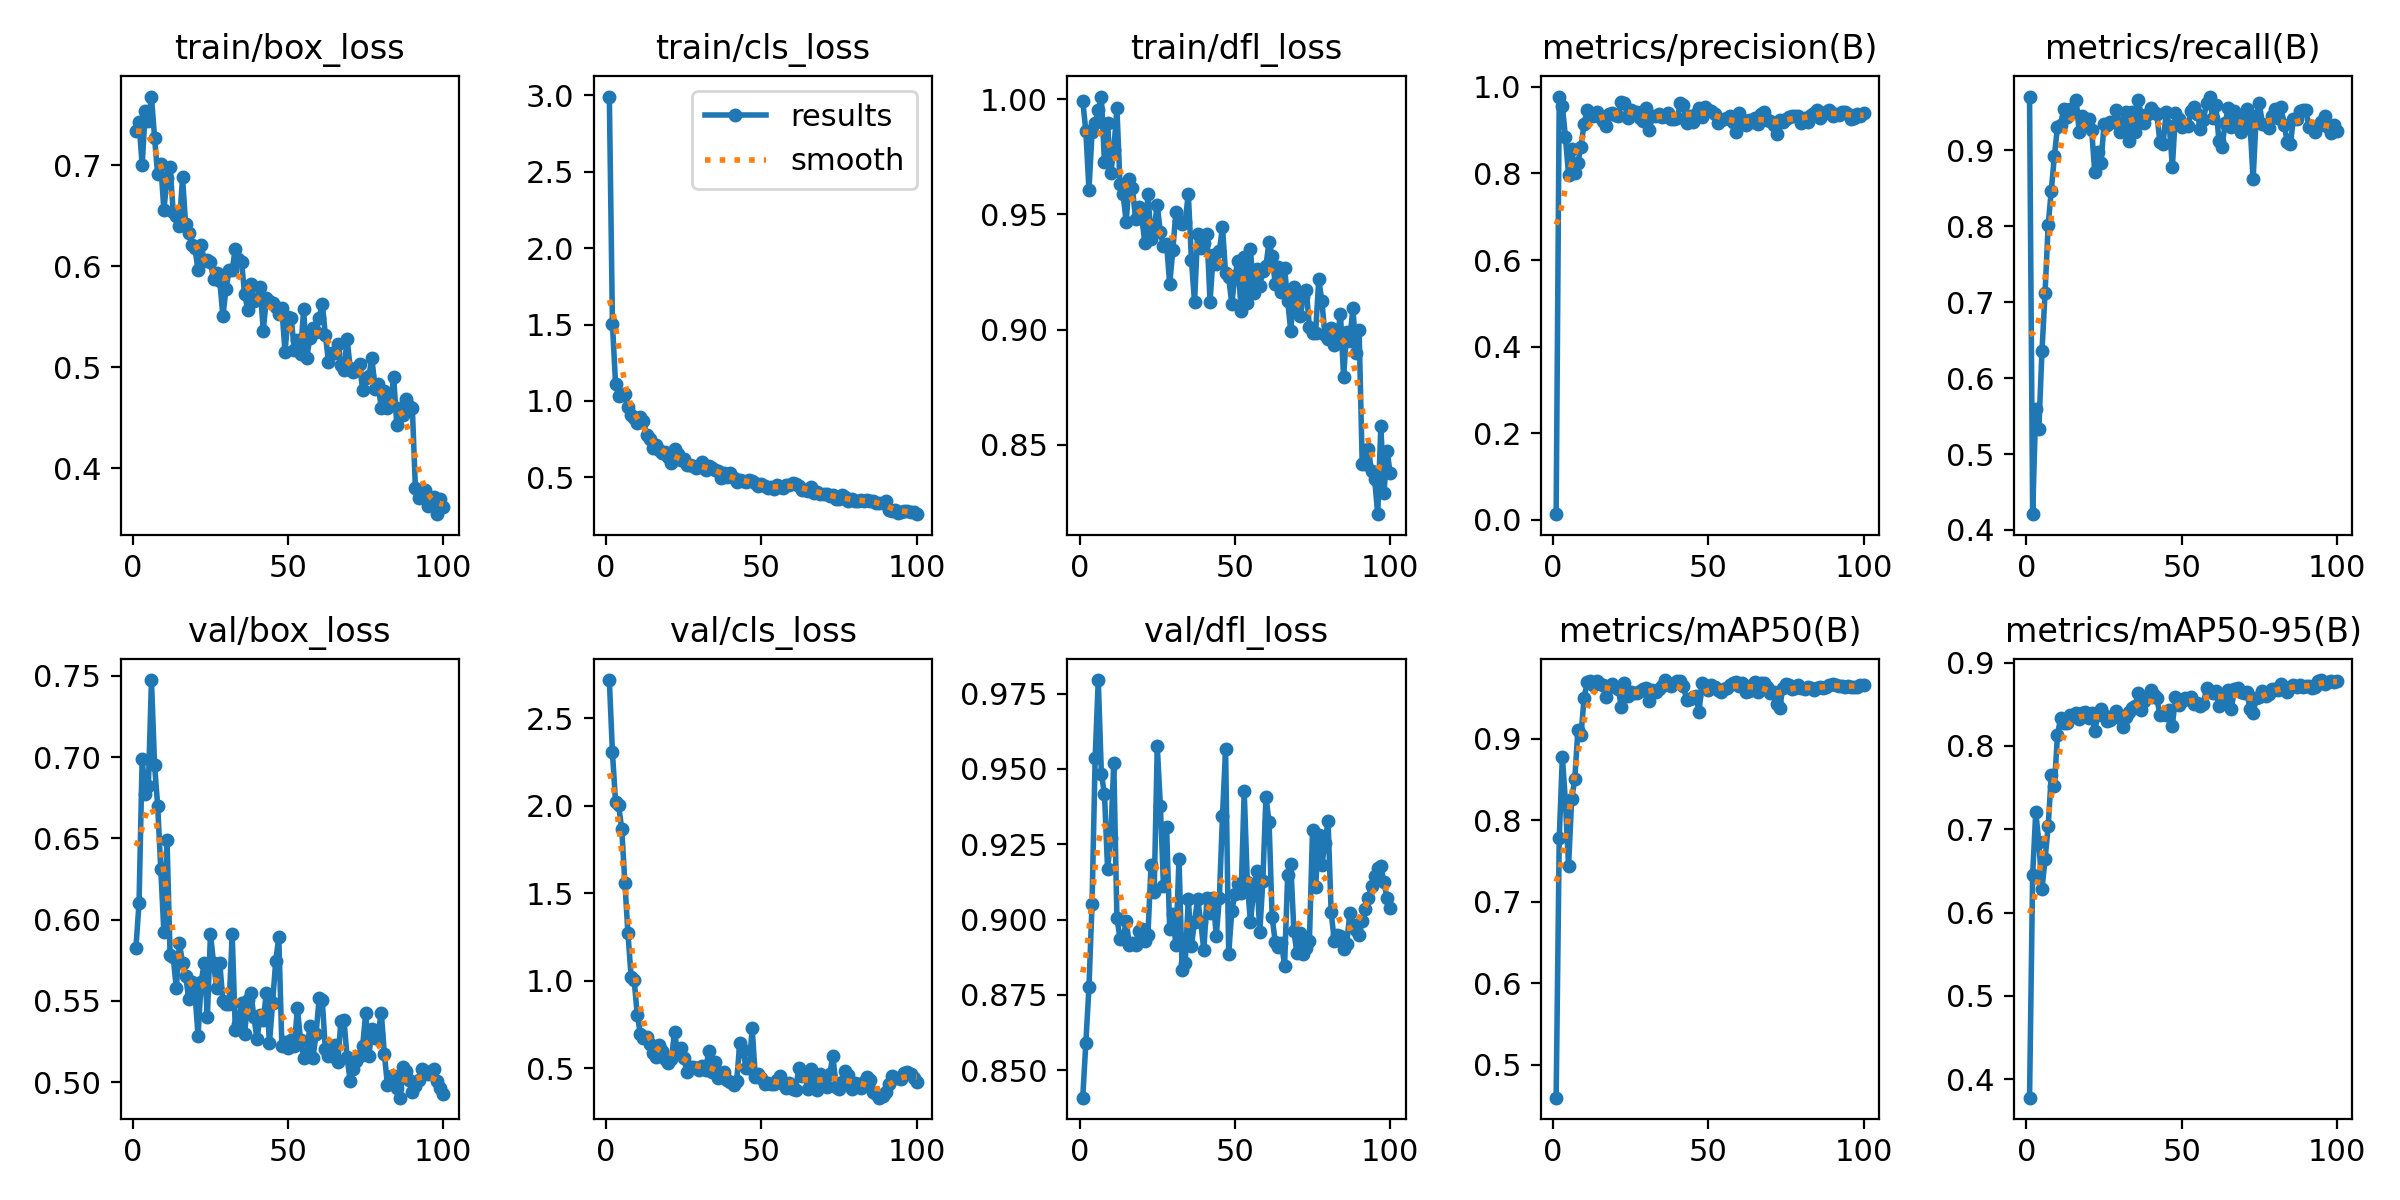 train/box_loss
0.7
0.6
0.5
0.4
0 50 100
train/cls_loss
results
smooth
3.0
2.5
2.0
1.5
1.0
0.5
0 50 100
train/dfl_loss
1.00
0.95
0.90
0.85
0 50 100
metrics/precision(B)
1.0
0.8
0.6
0.4
0.2
0.0
0 50 100
metrics/recall(B)
0.9
0.8
0.7
0.6
0.5
0.4
0 50 100
val/box_loss
0.75
0.70
0.65
0.60
0.55
0.50
0 50 100
val/cls_loss
2.5
2.0
1.5
1.0
0.5
0 50 100
val/dfl_loss
0.975
0.950
0.925
0.900
0.875
0.850
0 50 100
metrics/mAP50(B)
0.9
0.8
0.7
0.6
0.5
0 50 100
metrics/mAP50-95(B)
0.9
0.8
0.7
0.6
0.5
0.4
0 50 100